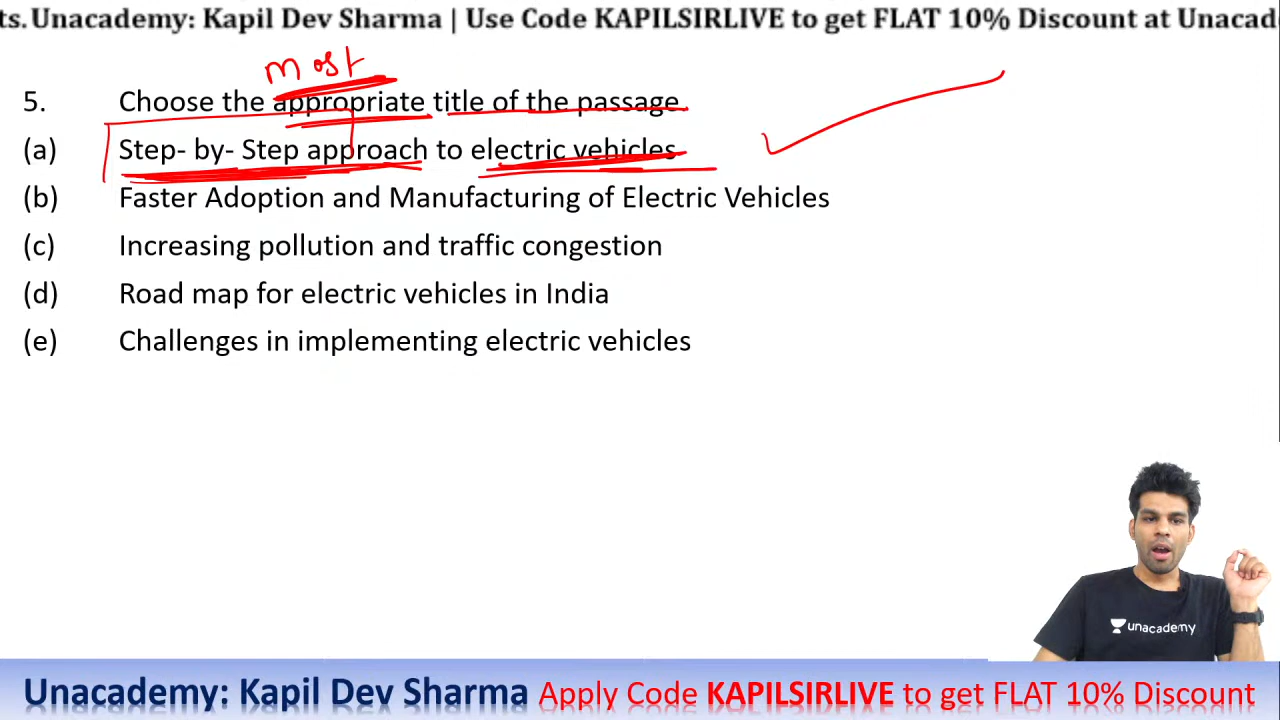 ts. Unacademy: Kapil Dev Sharma | Use Code KAPILSIRLIVE to get FLAT 10% Discount at Unacad
most
5. Choose the appropriate title of the passage.
(a) Step- by- Step approach to electric vehicles
(b) Faster Adoption and Manufacturing of Electric Vehicles
(c) Increasing pollution and traffic congestion
(d) Road map for electric vehicles in India
(e) Challenges in implementing electric vehicles
unacademy
Unacademy: Kapil Dev Sharma Apply Code KAPILSIRLIVE to get FLAT 10% Discount